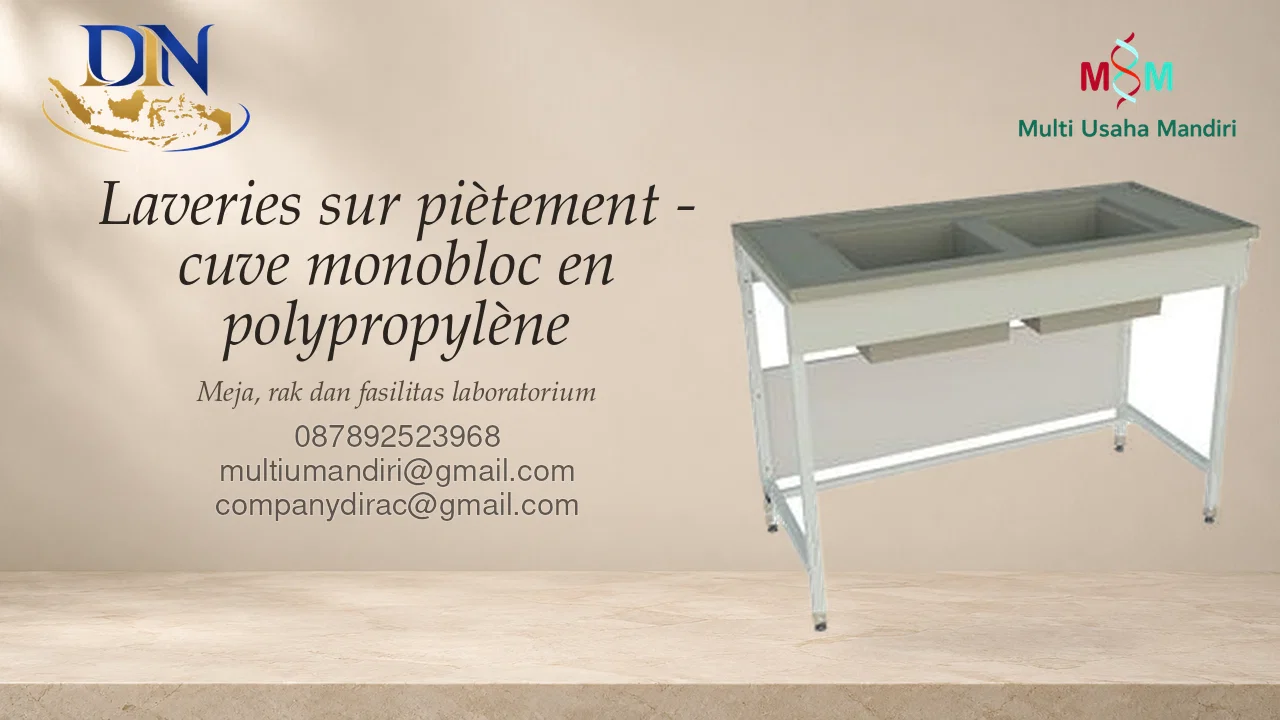 DIN
M M
Multi Usaha Mandiri
Laveries sur piètement -
cuve monobloc en
polypropylène
Meja, rak dan fasilitas laboratorium
087892523968
multiumandiri@gmail.com
companydirac@gmail.com